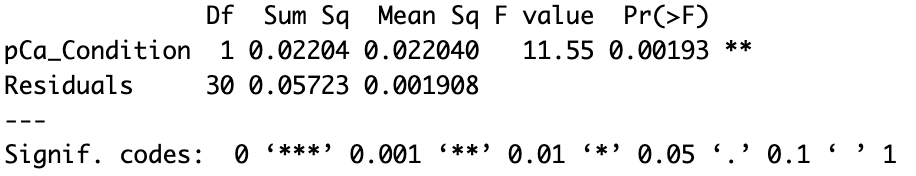 Df  Sum Sq  Mean Sq F value  Pr(>F)
pCa_Condition  1 0.02204 0.022040   11.55 0.00193 **
Residuals     30 0.05723 0.001908
---
Signif. codes:  0 ‘***’ 0.001 ‘**’ 0.01 ‘*’ 0.05 ‘.’ 0.1 ‘ ’ 1